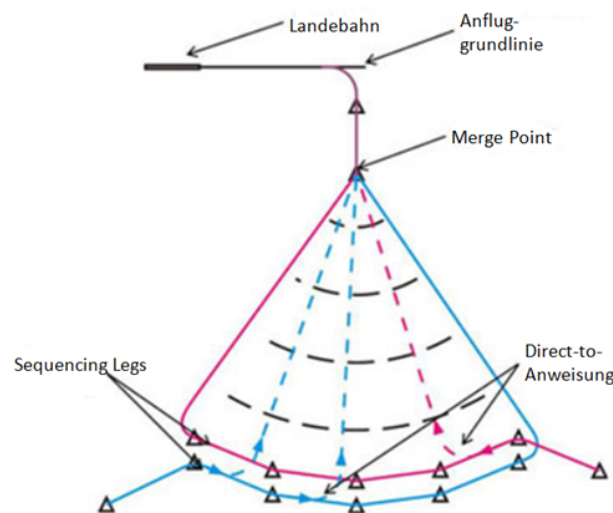 Landebahn
Anflug-
grundlinie
Merge Point
Sequencing Legs
Direct-to-
Anweisung